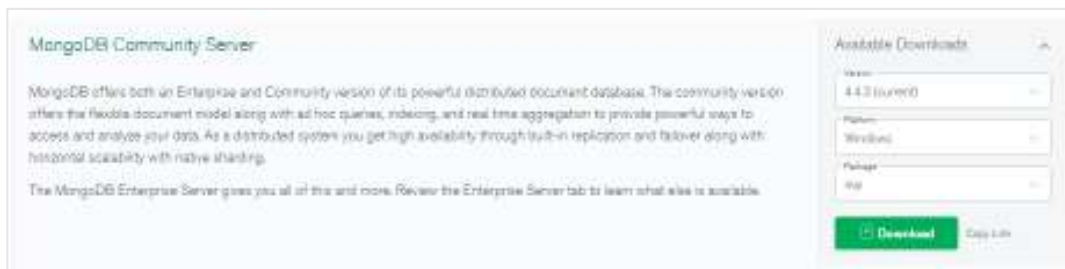 MongoDB Community Server
MongoDB offers both an Enterprise and Community version of its powerful distributed document database. The community version
offers the flexible document model along with ad hoc queries, indexing, and real time aggregation to provide powerful ways to
access and analyze your data. As a distributed system you get high availability through built-in replication and failover along with
horizontal scalability with native sharding.
The MongoDB Enterprise Server gives you all of this and more. Review the Enterprise Server tab to learn what else is available.
Available Downloads
Version
(current)
Platform
Windows
Package
msi
Download
Copy Link